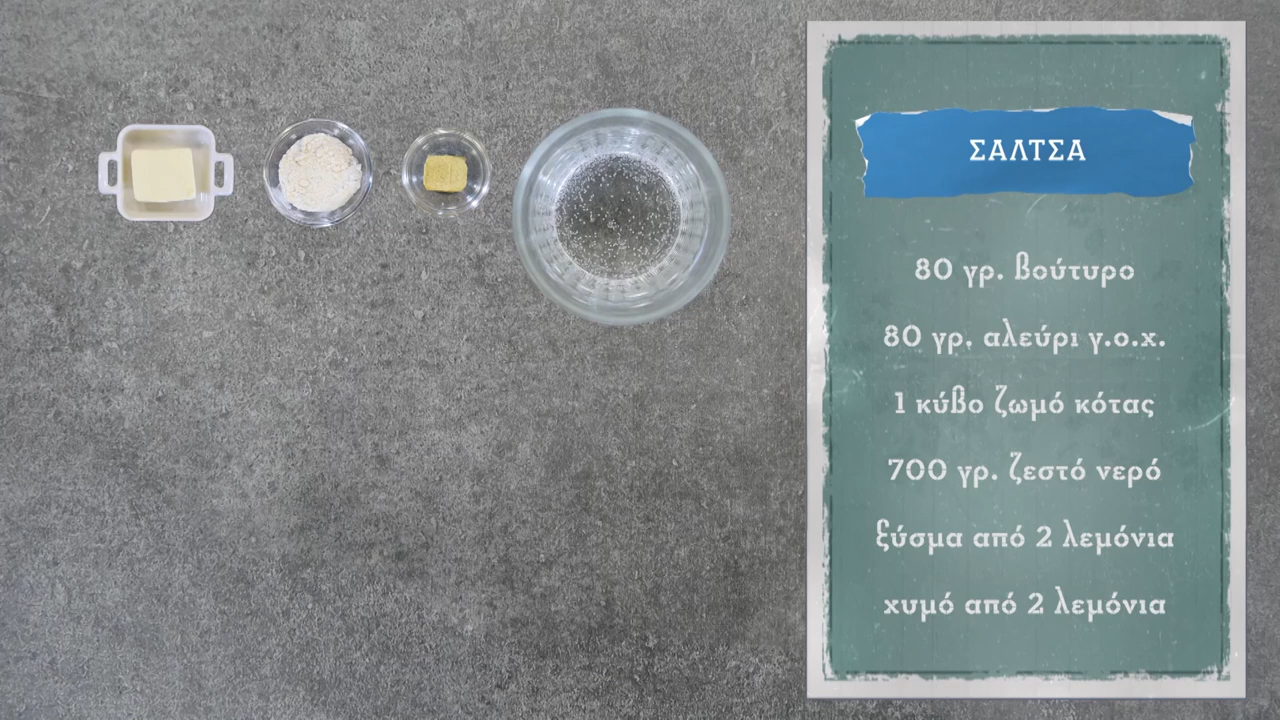 ΣΑΛΤΣΑ
80 γρ. βούτυρο
80 γρ. αλεύρι γ.ο.χ.
1 κύβο ζωμό κότας
700 γρ. ζεστό νερό
ξύσμα από 2 λεμόνια
χυμό από 2 λεμόνια